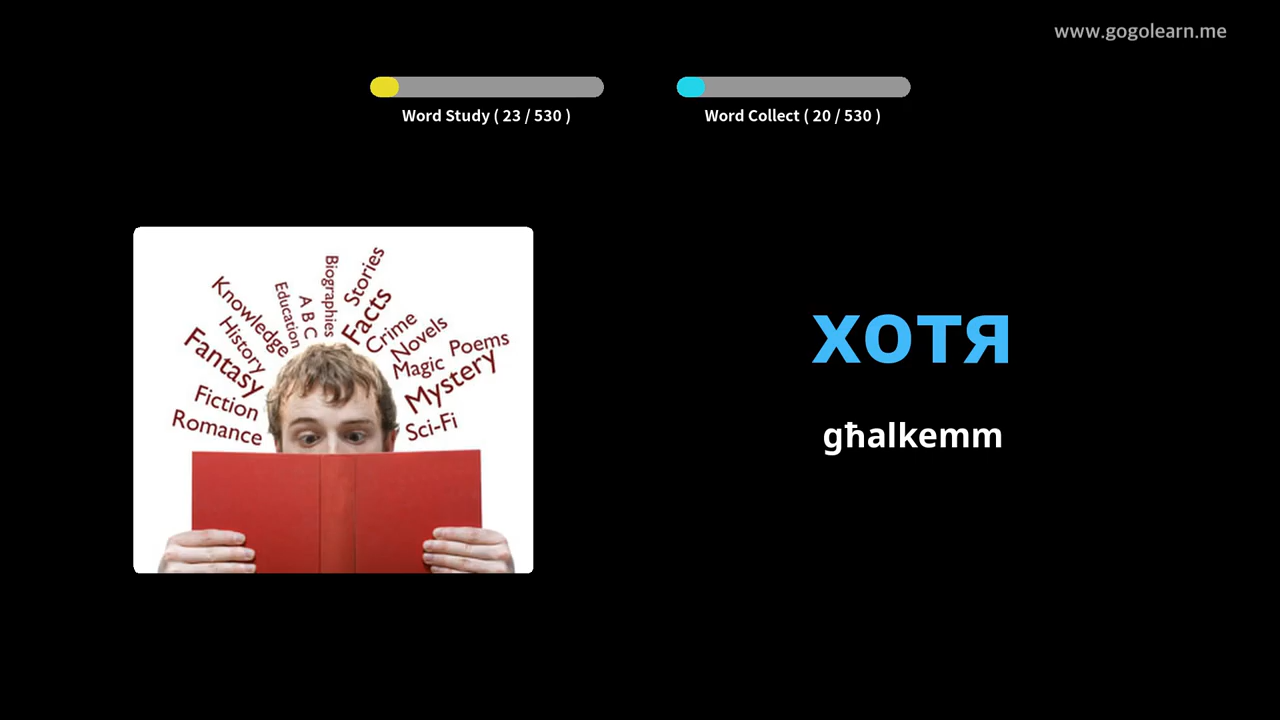 www.gogolearn.me
Word Study ( 23 / 530 )
Word Collect ( 20 / 530 )
Biographies
Stories
Education
A B C
Facts
Knowledge
Crime
History
Novels
Poems
Fantasy
Magic
Mystery
Fiction
Romance
Sci-Fi
хотя
għalkemm